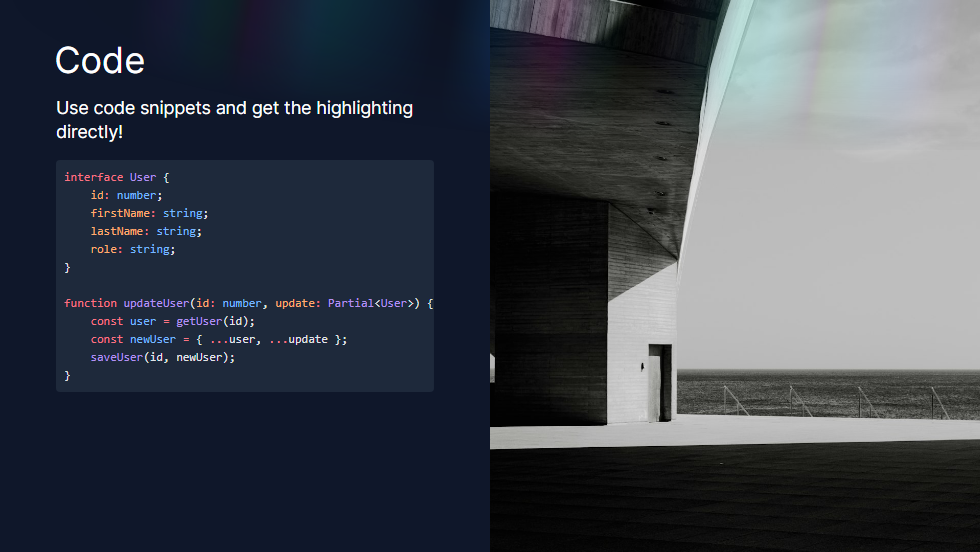 Code
Use code snippets and get the highlighting
directly!
interface User {
    id: number;
    firstName: string;
    lastName: string;
    role: string;
}

function updateUser(id: number, update: Partial<User>) {
    const user = getUser(id);
    const newUser = { ...user, ...update };
    saveUser(id, newUser);
}